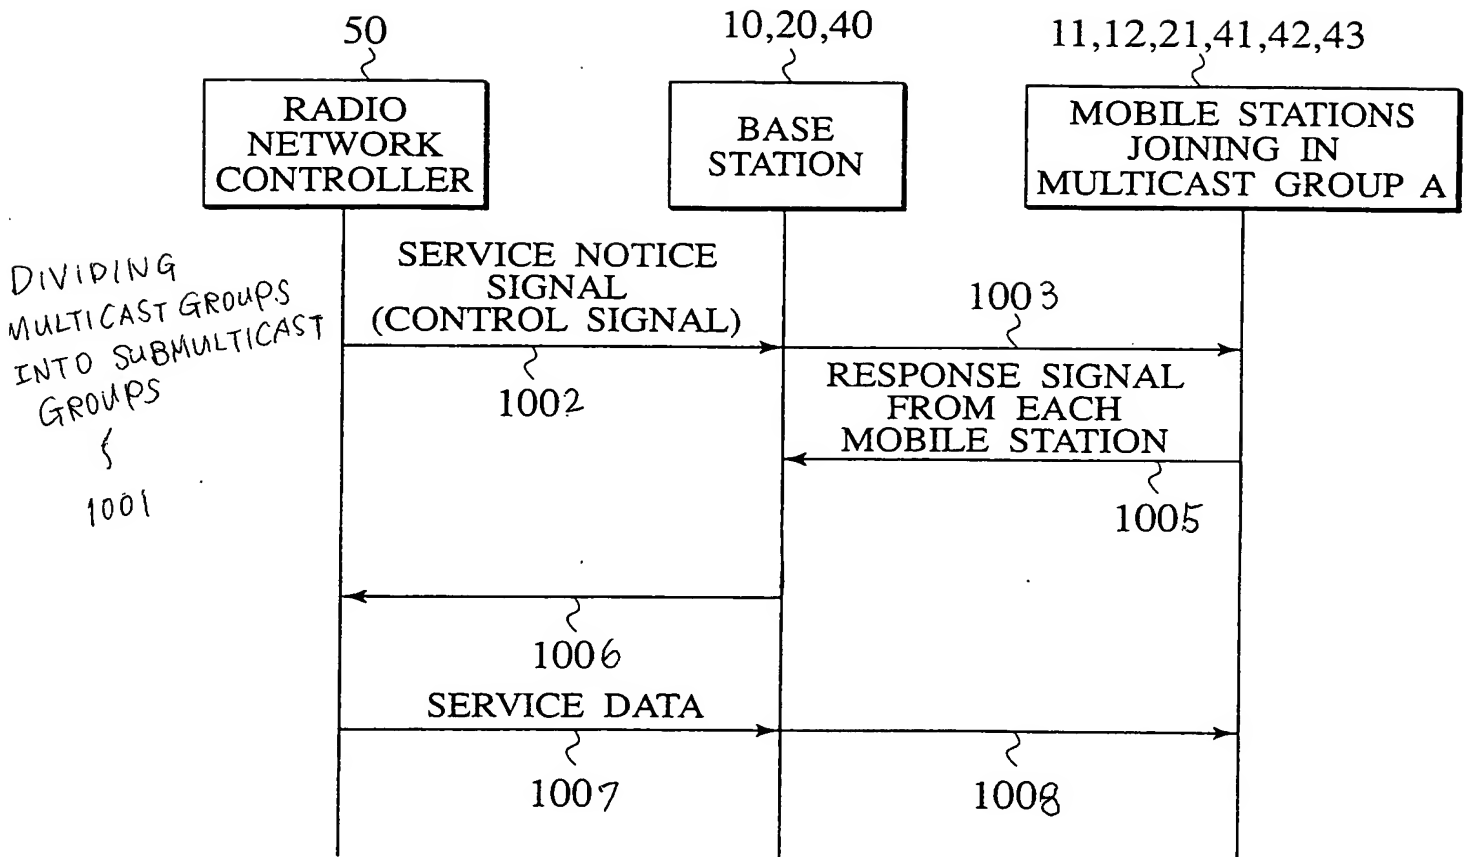 50
10,20,40
11,12,21,41,42,43
RADIO
NETWORK
CONTROLLER
BASE
STATION
MOBILE STATIONS
JOINING IN
MULTICAST GROUP A
DIVIDING
MULTICAST GROUPS
INTO SUBMULTICAST
GROUPS
1001
SERVICE NOTICE
SIGNAL
(CONTROL SIGNAL)
1002
1003
RESPONSE SIGNAL
FROM EACH
MOBILE STATION
1005
1006
SERVICE DATA
1007
1008